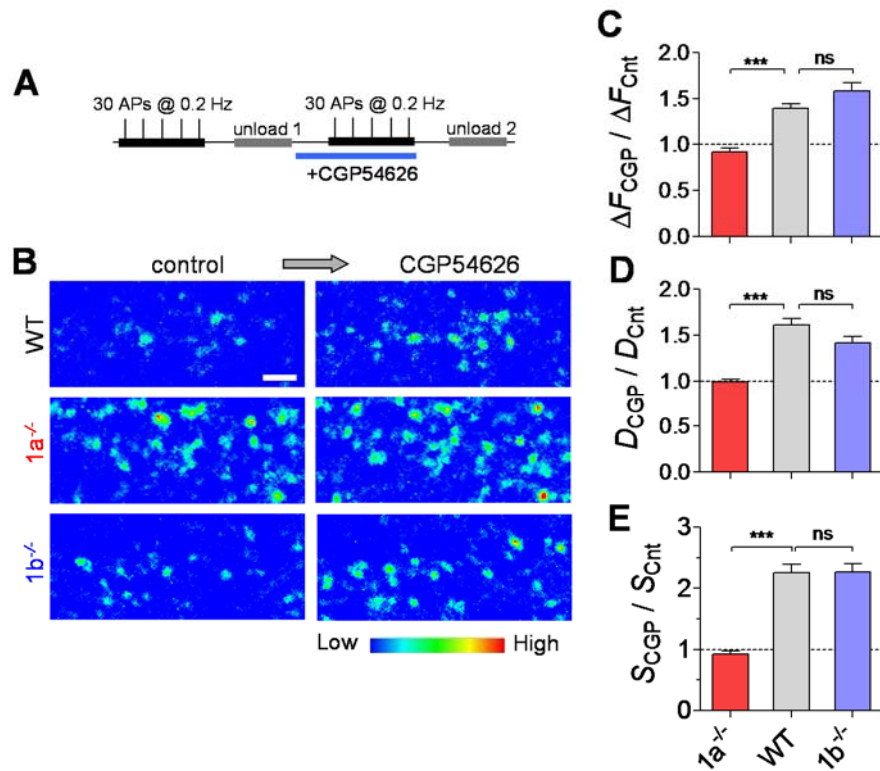 A
30 APs @ 0.2 Hz 30 APs @ 0.2 Hz
unload 1 unload 2
+CGP54626
B
control CGP54626
WT
1a-/-
1b-/-
Low High
C
ΔFCGP / ΔFCnt
2.0
1.5
1.0
0.5
0.0
*** ns
D
DCGP / DCnt
2.0
1.5
1.0
0.5
0.0
*** ns
E
SCGP / SCnt
3
2
1
0
*** ns
1a-/- WT 1b-/-